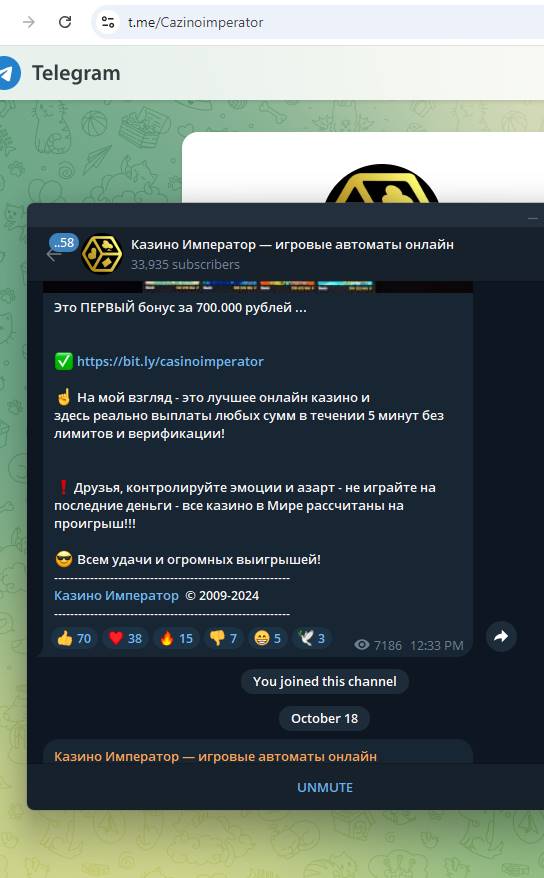 t.me/Cazinoimperator
Telegram
..58
Казино Император — игровые автоматы онлайн
33,935 subscribers
Это ПЕРВЫЙ бонус за 700.000 рублей ...
✅ https://bit.ly/casinoimperator
☝ На мой взгляд - это лучшее онлайн казино и
здесь реально выплаты любых сумм в течении 5 минут без
лимитов и верификации!
❗ Друзья, контролируйте эмоции и азарт - не играйте на
последние деньги - все казино в Мире рассчитаны на
проигрыш!!!
😎 Всем удачи и огромных выигрышей!
-----------------------------------------------------------
Казино Император © 2009-2024
-----------------------------------------------------------
👍 70 ❤ 38 🔥 15 👎 7 😁 5 🕊 3
7186 12:33 PM
You joined this channel
October 18
Казино Император — игровые автоматы онлайн
UNMUTE